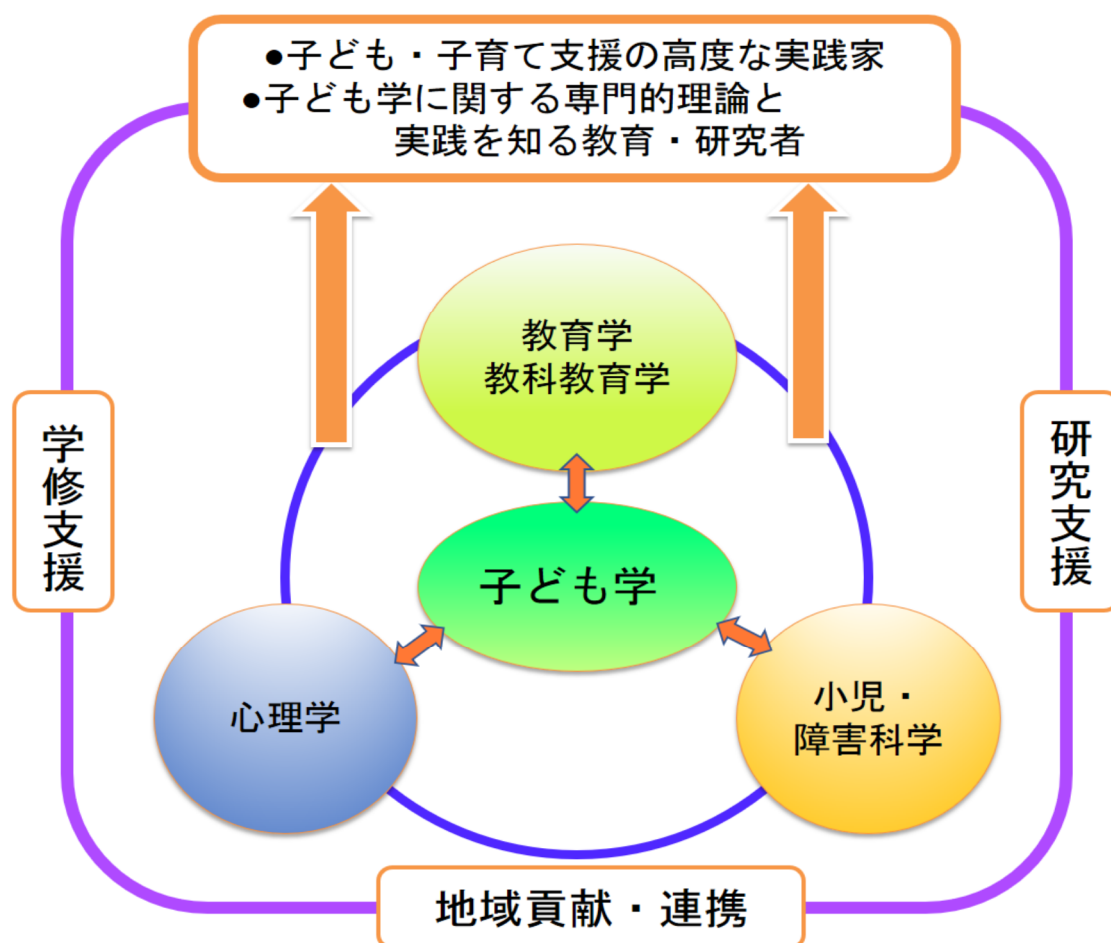 ●子ども・子育て支援の高度な実践家
●子ども学に関する専門的理論と
実践を知る教育・研究者
教育学
教科教育学
学修支援
研究支援
子ども学
心理学
小児・
障害科学
地域貢献・連携